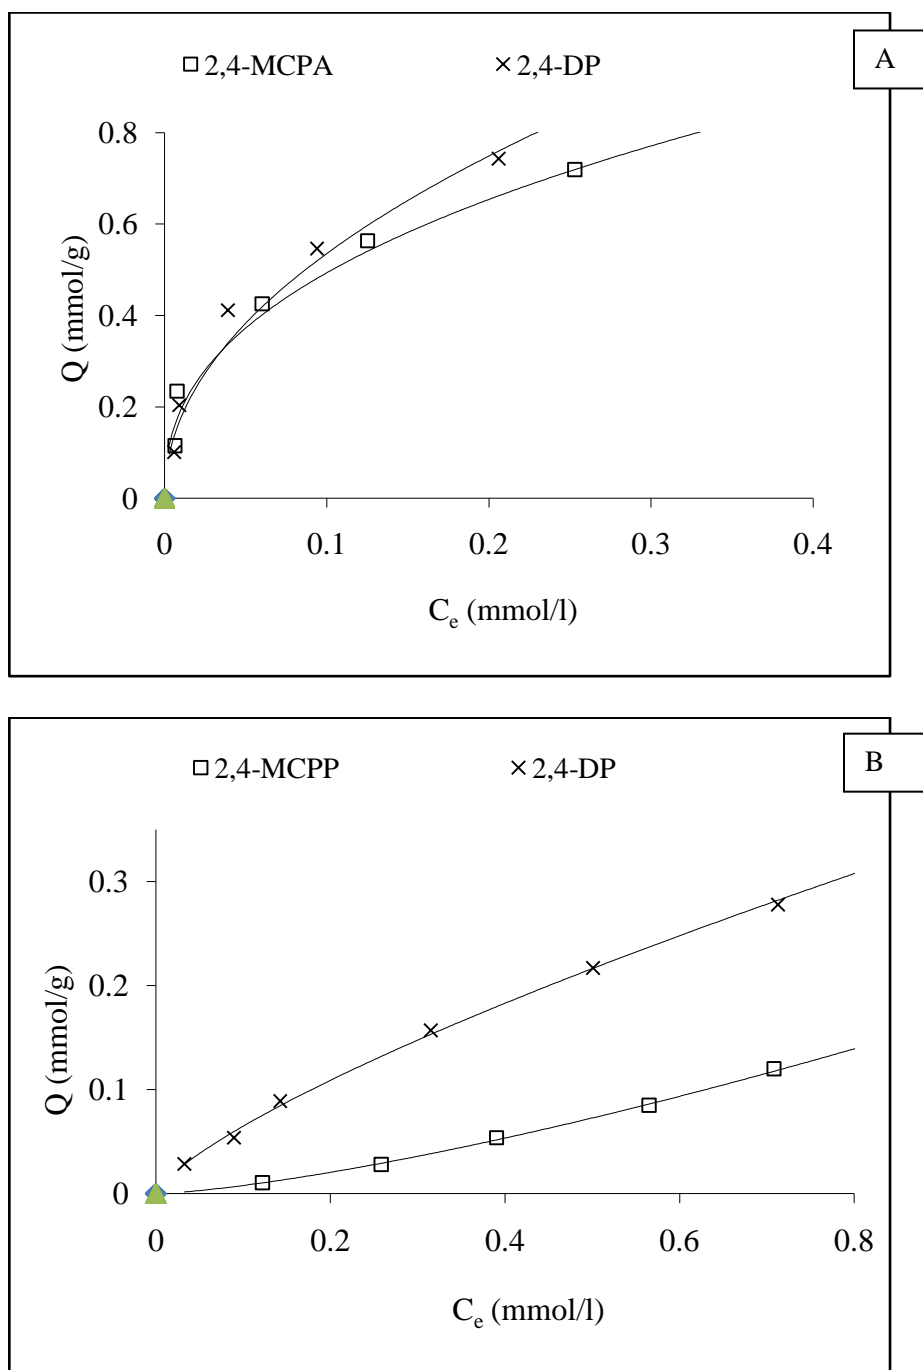 A
2,4-MCPA 2,4-DP
0.8
0.6
0.4
0.2
0
Q (mmol/g)
0 0.1 0.2 0.3 0.4
Ce (mmol/l)
B
2,4-MCPP 2,4-DP
0.3
0.2
0.1
0
Q (mmol/g)
0 0.2 0.4 0.6 0.8
Ce (mmol/l)